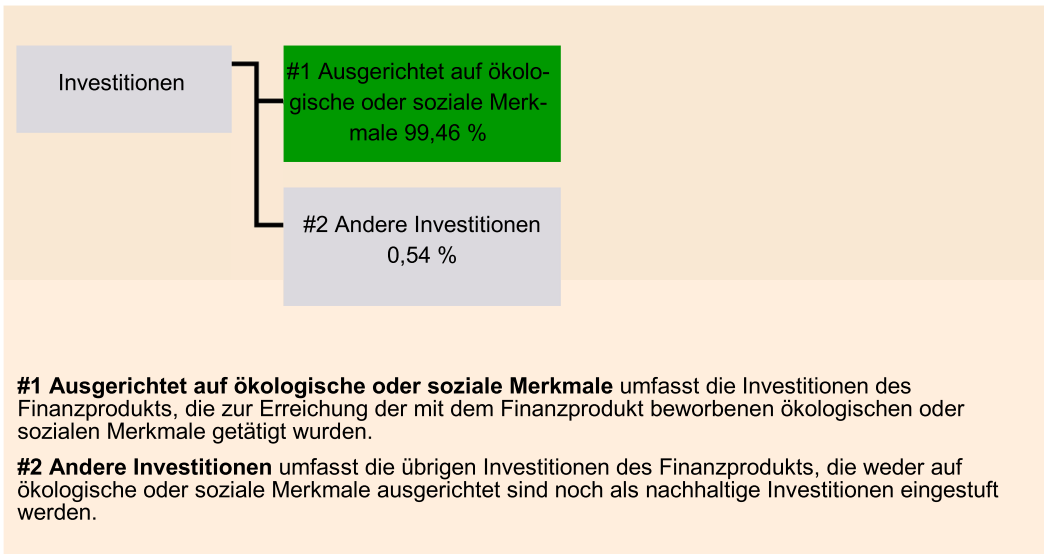 Investitionen
#1 Ausgerichtet auf ökolo-
gische oder soziale Merk-
male 99,46 %
#2 Andere Investitionen
0,54 %
#1 Ausgerichtet auf ökologische oder soziale Merkmale umfasst die Investitionen des
Finanzprodukts, die zur Erreichung der mit dem Finanzprodukt beworbenen ökologischen oder
sozialen Merkmale getätigt wurden.
#2 Andere Investitionen umfasst die übrigen Investitionen des Finanzprodukts, die weder auf
ökologische oder soziale Merkmale ausgerichtet sind noch als nachhaltige Investitionen eingestuft
werden.